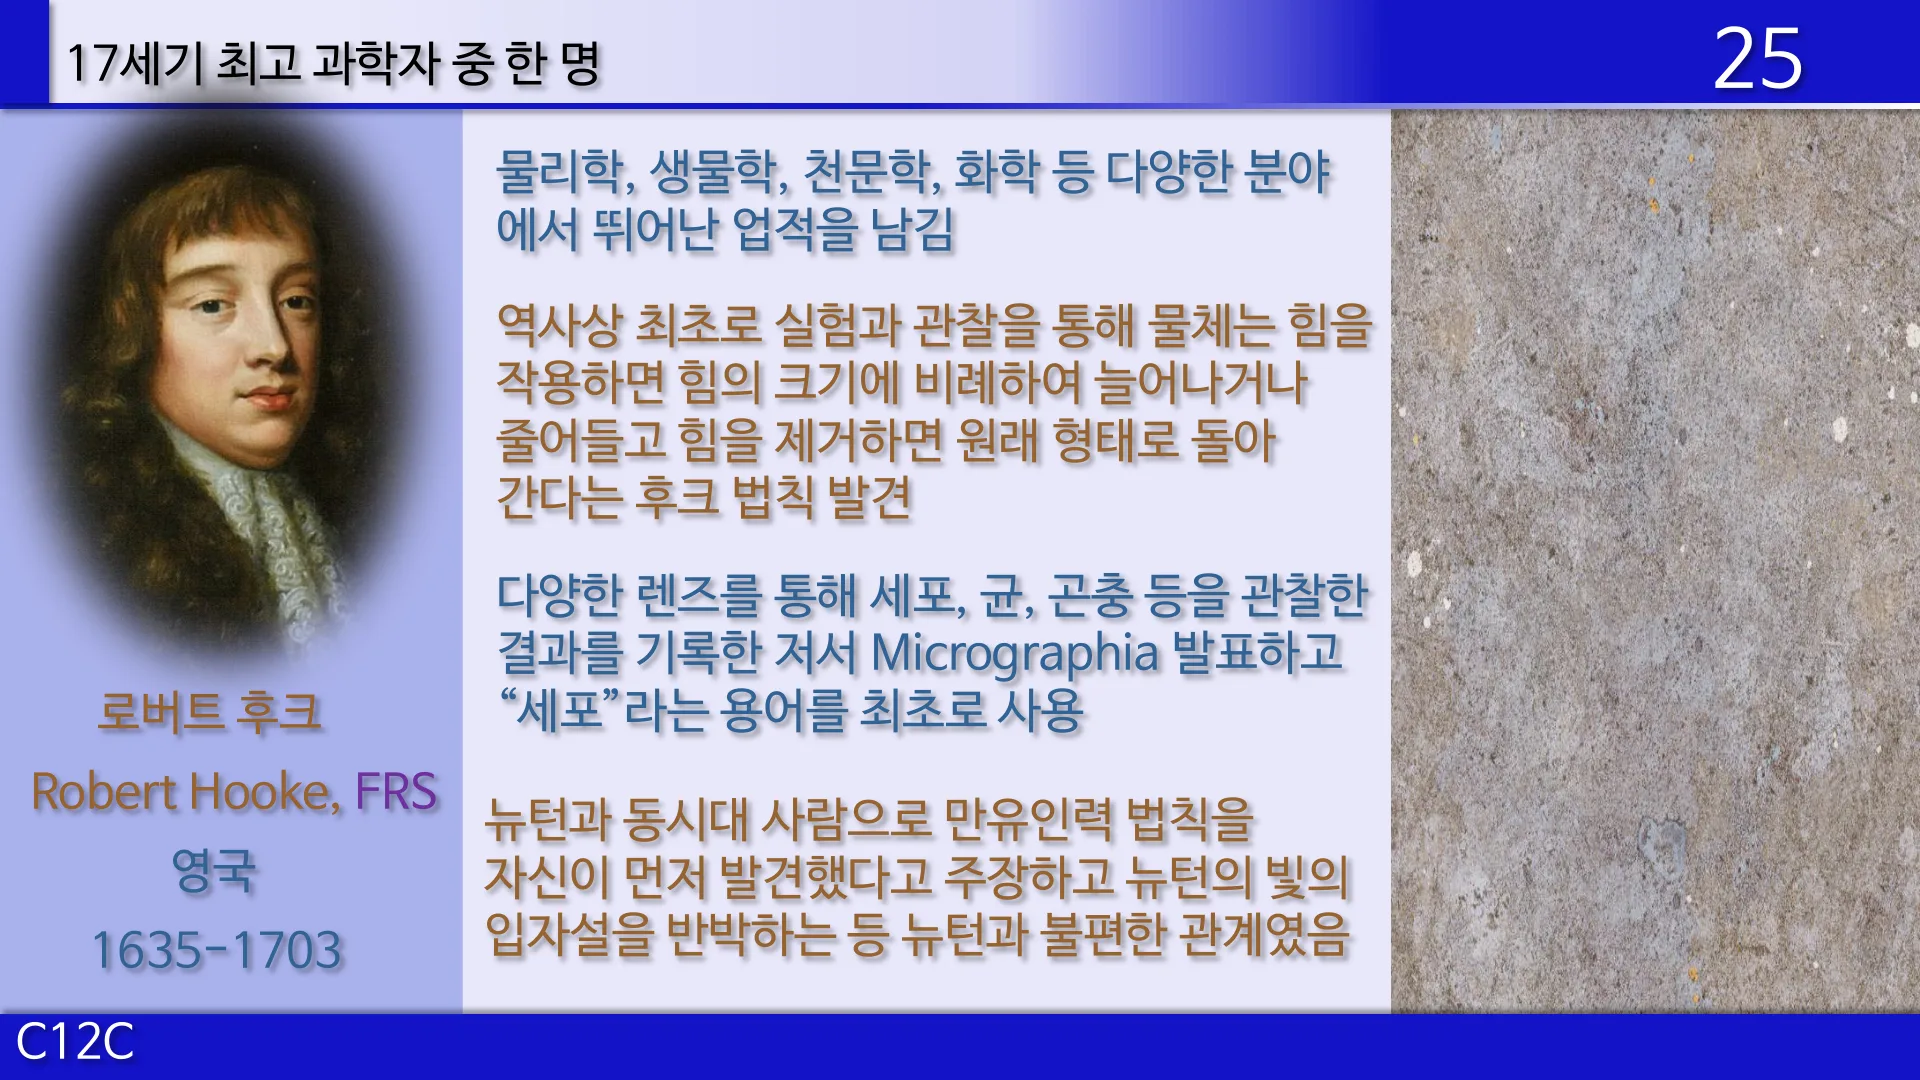 17세기 최고 과학자 중 한 명
25
물리학, 생물학, 천문학, 화학 등 다양한 분야
에서 뛰어난 업적을 남김
역사상 최초로 실험과 관찰을 통해 물체는 힘을
작용하면 힘의 크기에 비례하여 늘어나거나
줄어들고 힘을 제거하면 원래 형태로 돌아
간다는 후크 법칙 발견
다양한 렌즈를 통해 세포, 균, 곤충 등을 관찰한
결과를 기록한 저서 Micrographia 발표하고
“세포”라는 용어를 최초로 사용
뉴턴과 동시대 사람으로 만유인력 법칙을
자신이 먼저 발견했다고 주장하고 뉴턴의 빛의
입자설을 반박하는 등 뉴턴과 불편한 관계였음
로버트 후크
Robert Hooke, FRS
영국
1635-1703
C12C